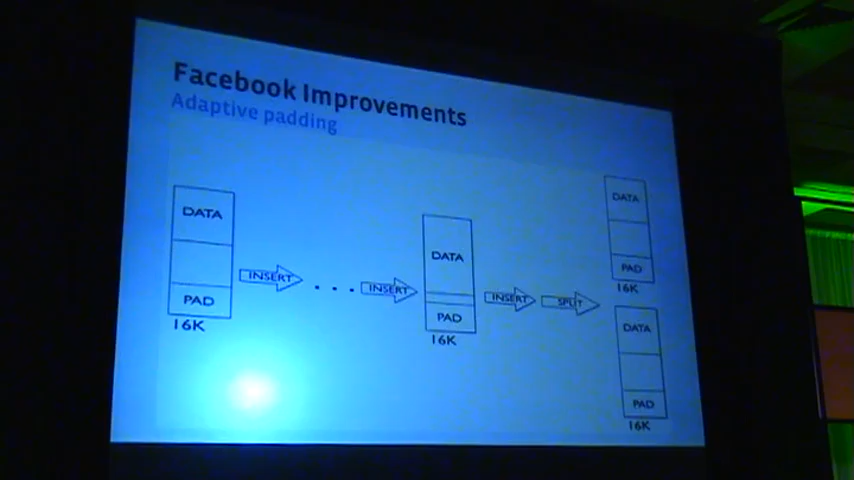 Facebook Improvements
Adaptive padding
DATA
PAD
16K
INSERT
. . .
INSERT
DATA
PAD
16K
INSERT
SPLIT
DATA
PAD
16K
DATA
PAD
16K